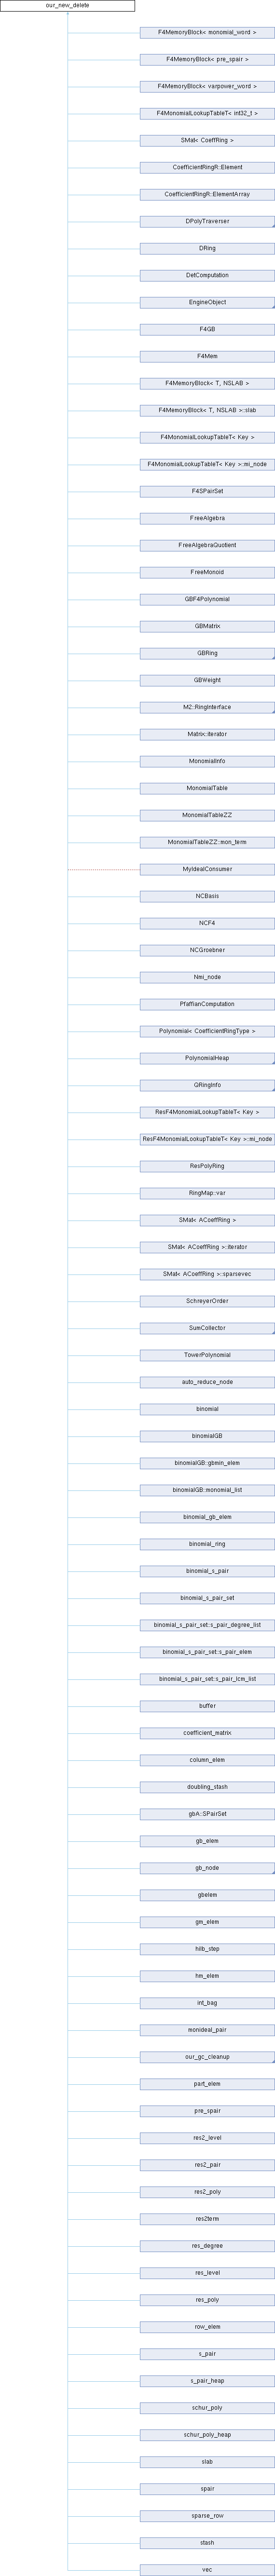 our_new_delete
F4MemoryBlock< monomial_word >
F4MemoryBlock< pre_spair >
F4MemoryBlock< varpower_word >
F4MonomialLookupTableT< int32_t >
SMat< CoeffRing >
CoefficientRingR::Element
CoefficientRingR::ElementArray
DPolyTraverser
DRing
DetComputation
EngineObject
F4GB
F4Mem
F4MemoryBlock< T, NSLAB >
F4MemoryBlock< T, NSLAB >::slab
F4MonomialLookupTableT< Key >
F4MonomialLookupTableT< Key >::mi_node
F4SPairSet
FreeAlgebra
FreeAlgebraQuotient
FreeMonoid
GBF4Polynomial
GBMatrix
GBRing
GBWeight
M2::RingInterface
Matrix::iterator
MonomialInfo
MonomialTable
MonomialTableZZ
MonomialTableZZ::mon_term
MyIdealConsumer
NCBasis
NCF4
NCGroebner
Nmi_node
PfaffianComputation
Polynomial< CoefficientRingType >
PolynomialHeap
QRingInfo
ResF4MonomialLookupTableT< Key >
ResF4MonomialLookupTableT< Key >::mi_node
ResPolyRing
RingMap::var
SMat< ACoeffRing >
SMat< ACoeffRing >::iterator
SMat< ACoeffRing >::sparsevec
SchreyerOrder
SumCollector
TowerPolynomial
auto_reduce_node
binomial
binomialGB
binomialGB::gbmin_elem
binomialGB::monomial_list
binomial_gb_elem
binomial_ring
binomial_s_pair
binomial_s_pair_set
binomial_s_pair_set::s_pair_degree_list
binomial_s_pair_set::s_pair_elem
binomial_s_pair_set::s_pair_lcm_list
buffer
coefficient_matrix
column_elem
doubling_stash
gbA::SPairSet
gb_elem
gb_node
gbelem
gm_elem
hilb_step
hm_elem
int_bag
monideal_pair
our_gc_cleanup
part_elem
pre_spair
res2_level
res2_pair
res2_poly
res2term
res_degree
res_level
res_poly
row_elem
s_pair
s_pair_heap
schur_poly
schur_poly_heap
slab
spair
sparse_row
stash
vec